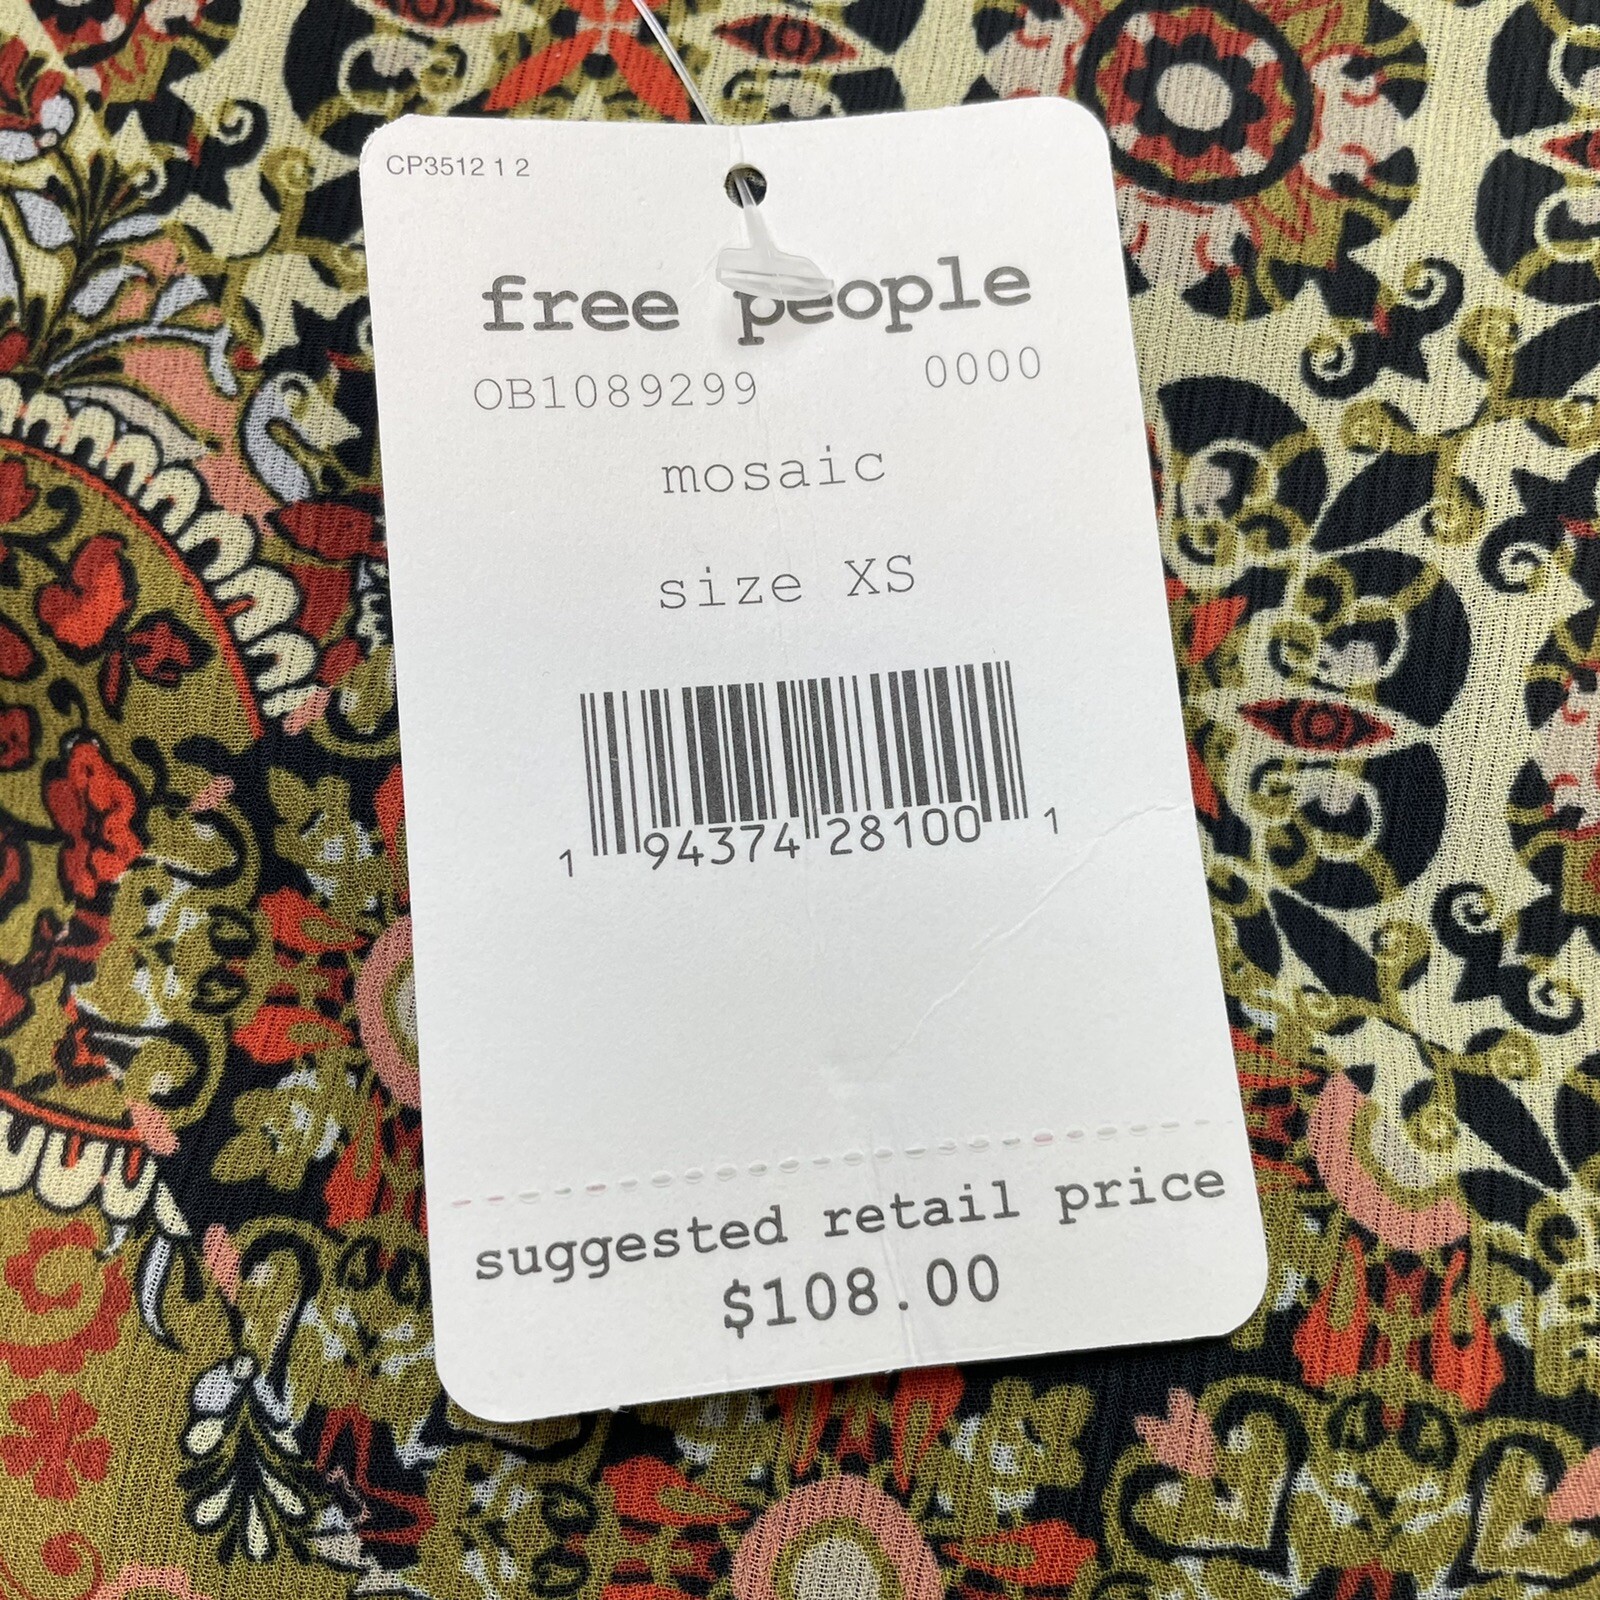 CP3512 1 2
free people
OB1089299 0000
mosaic
size XS
1 94374 28100 1
suggested retail price
$108.00